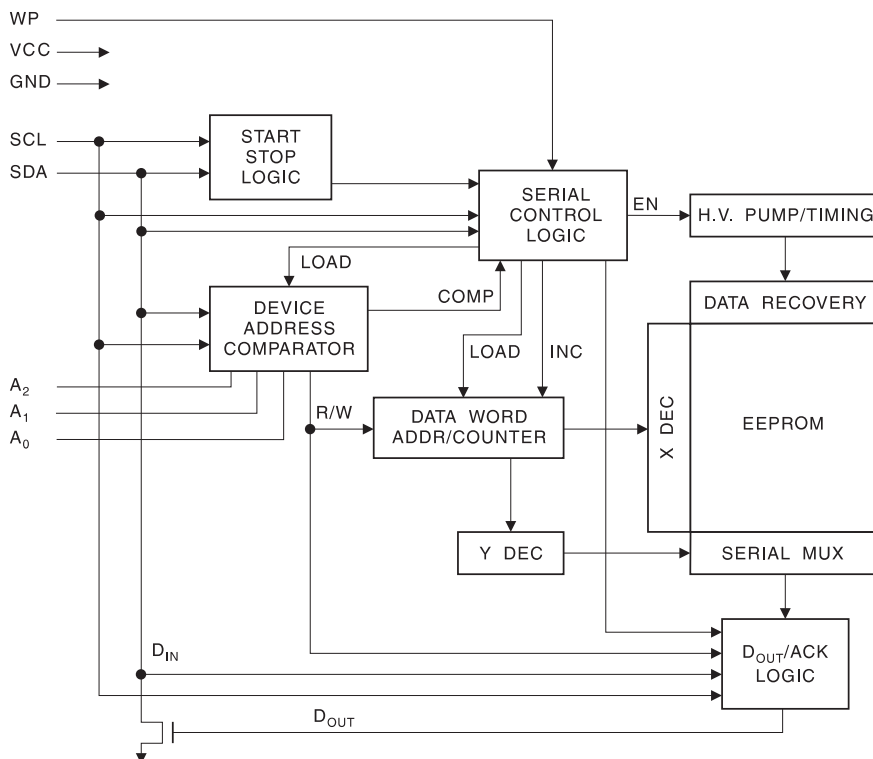 WP
VCC
GND
SCL
SDA
START
STOP
LOGIC
SERIAL
CONTROL
LOGIC
EN
H.V. PUMP/TIMING
LOAD
COMP
DATA RECOVERY
DEVICE
ADDRESS
COMPARATOR
LOAD
INC
A2
A1
A0
R/W
DATA WORD
ADDR/COUNTER
X DEC
EEPROM
Y DEC
SERIAL MUX
DIN
DOUT/ACK
LOGIC
DOUT